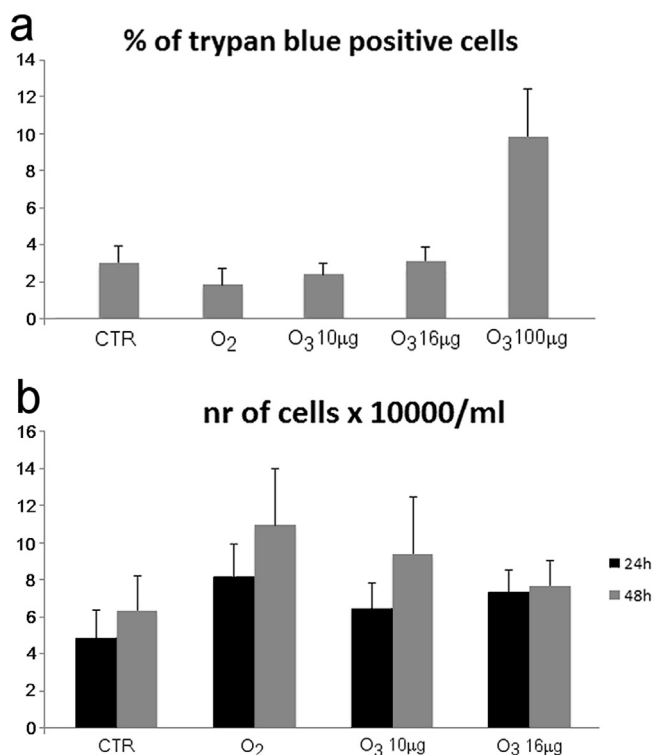 a
% of trypan blue positive cells
14
12
10
8
6
4
2
0
CTR O2 O3 10µg O3 16µg O3 100µg
b
nr of cells x 10000/ml
16
14
12
10
8
6
4
2
0
24h
48h
CTR O2 O3 10µg O3 16µg